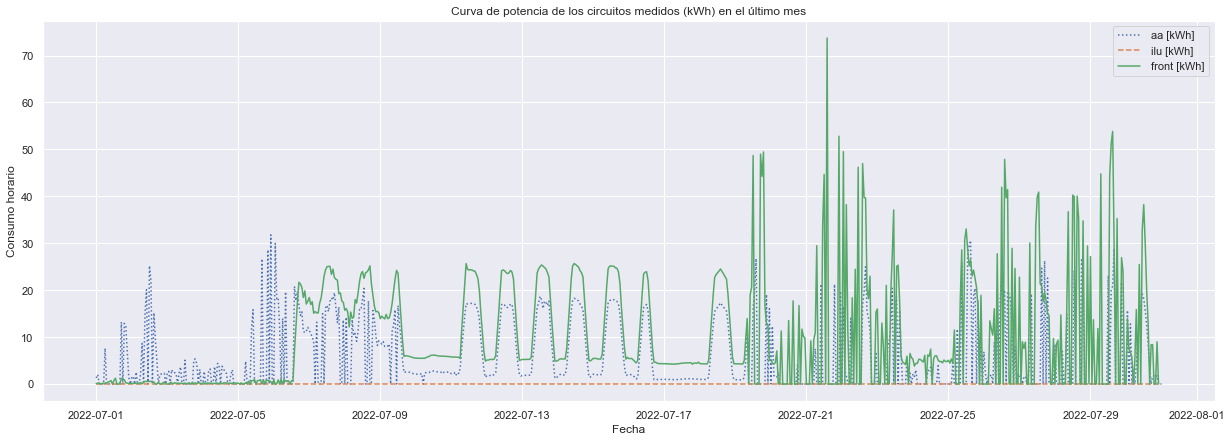 Curva de potencia de los circuitos medidos (kWh) en el último mes
aa [kWh]
ilu [kWh]
front [kWh]
Consumo horario
70
60
50
40
30
20
10
0
2022-07-01
2022-07-05
2022-07-09
2022-07-13
2022-07-17
2022-07-21
2022-07-25
2022-07-29
2022-08-01
Fecha